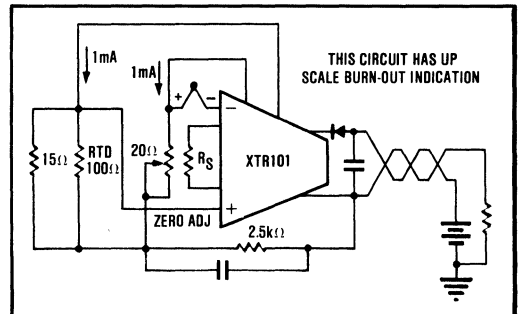 1mA
1mA
THIS CIRCUIT HAS UP
SCALE BURN-OUT INDICATION
+ -
-
15Ω
RTD
100Ω
20Ω
RS
XTR101
+
ZERO ADJ
2.5kΩ